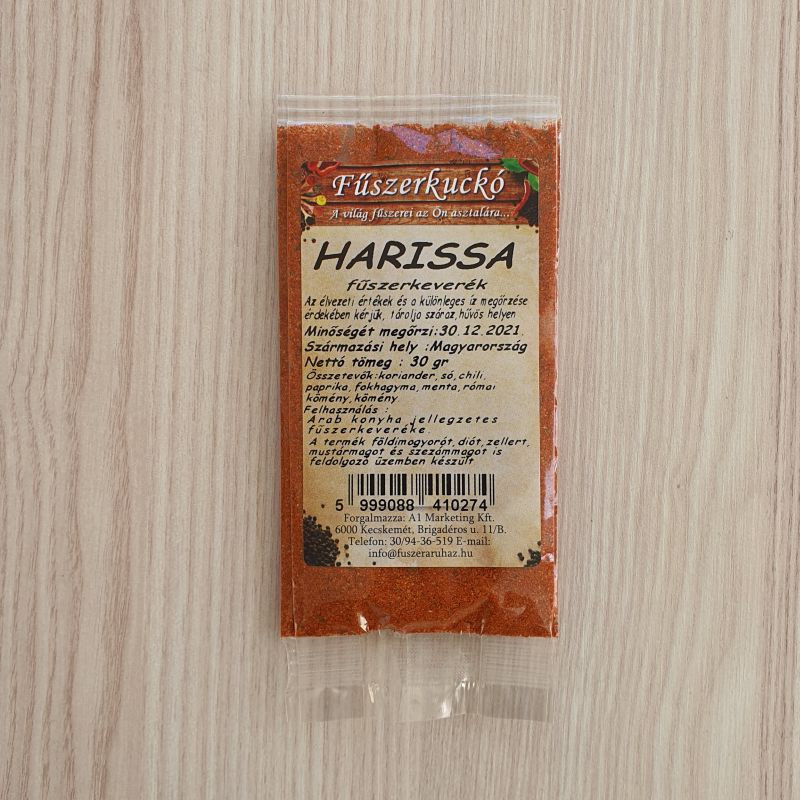 Fűszerkuckó
A világ fűszerei az Ön asztalára...
HARISSA
fűszerkeverék
Az élvezeti értékek és a különleges íz megőrzése
érdekében kérjük, tárolja száraz,hűvös helyen
Minőségét megőrzi:30.12.2021.
Származási hely :Magyarország
Nettó tömeg : 30 gr
Összetevők:koriander,só,chili,
paprika,fokhagyma,menta,római
kömény,kömény
Felhasználás :
Arab konyha jellegzetes
fűszerkeveréke.
A termék földimogyorót,diót,zellert,
mustármagot és szezámmagot is
feldolgozó üzemben készült
5 999088 410274
Forgalmazza: A1 Marketing Kft.
6000 Kecskemét, Brigadéros u. 11/B.
Telefon: 30/94-36-519 E-mail:
info@fuszeraruhaz.hu